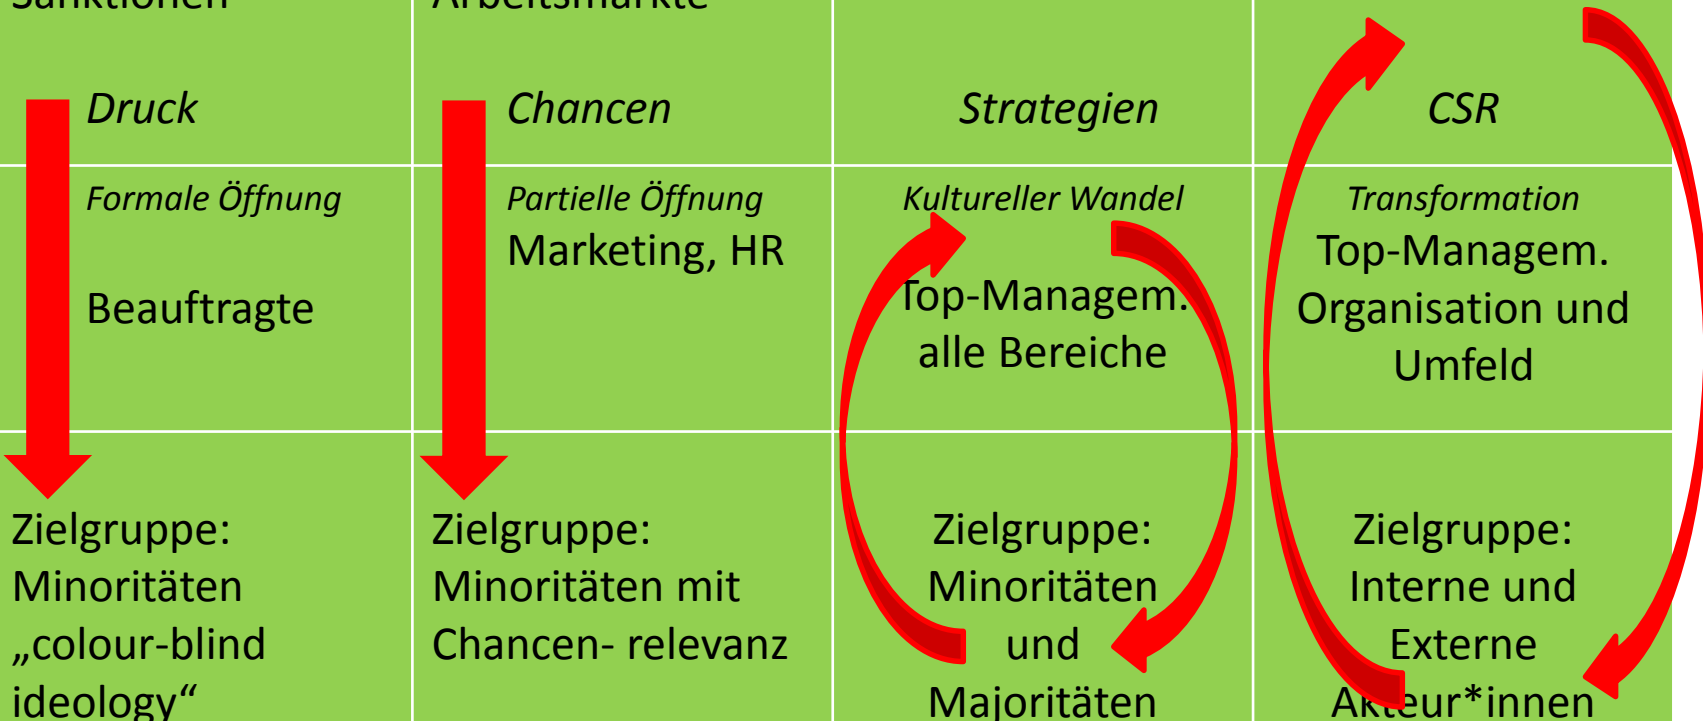 Sanktionen
Arbeitsmärkte
Druck
Chancen
Strategien
CSR
Formale Öffnung
Beauftragte
Partielle Öffnung
Marketing, HR
Kultureller Wandel
Top-Managem.
alle Bereiche
Transformation
Top-Managem.
Organisation und
Umfeld
Zielgruppe:
Minoritäten
„colour-blind
ideology“
Zielgruppe:
Minoritäten mit
Chancen- relevanz
Zielgruppe:
Minoritäten
und
Majoritäten
Zielgruppe:
Interne und
Externe
Akteur*innen